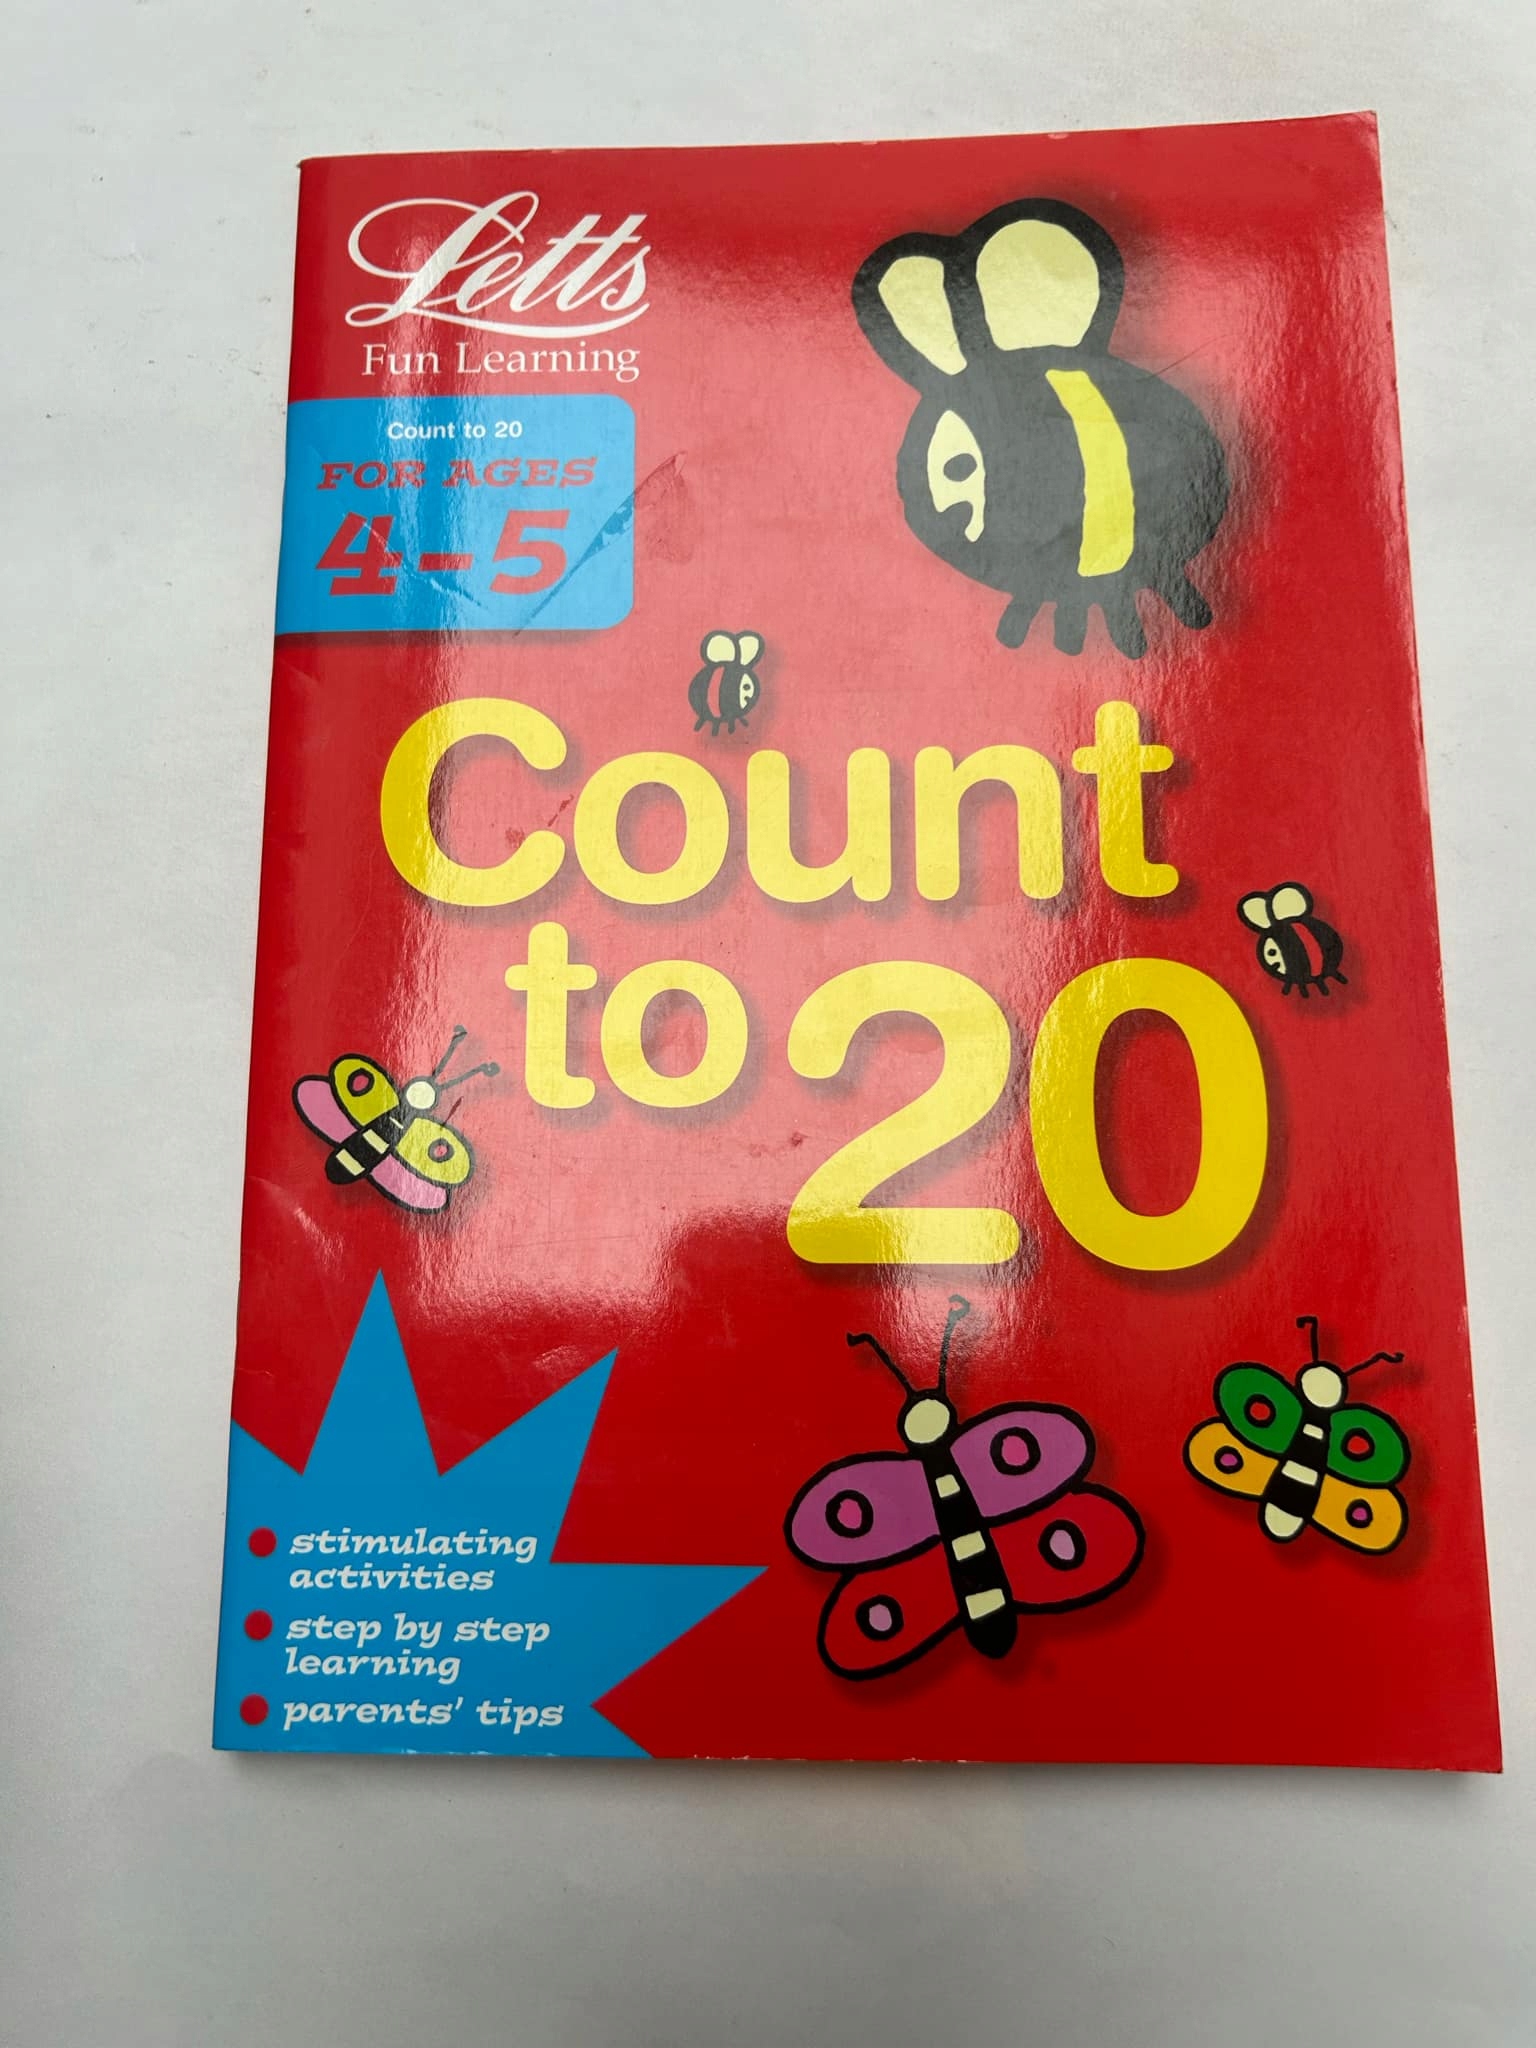 Letts
Fun Learning
Count to 20
FOR AGES
4-5
Count
to 20
stimulating
activities
step by step
learning
parents' tips